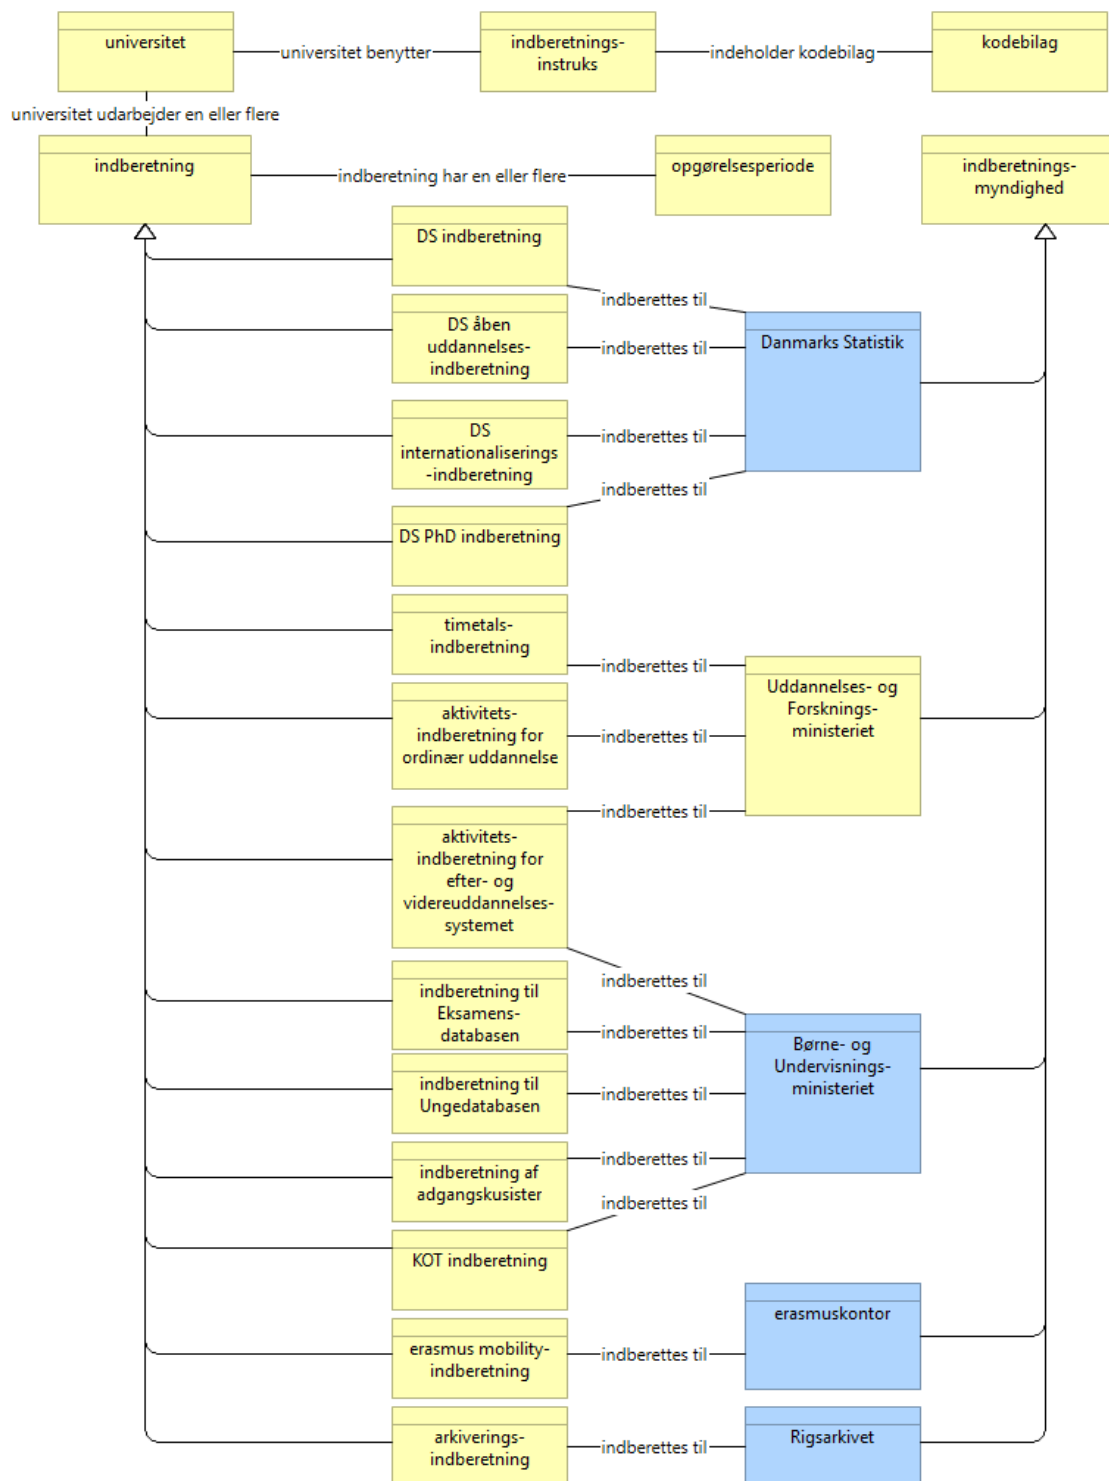 universitet
universitet benytter
indberetnings-
instruks
indeholder kodebilag
kodebilag
universitet udarbejder en eller flere
indberetning
indberetning har en eller flere
opgørelsesperiode
indberetnings-
myndighed
DS indberetning
indberettes til
DS åben
uddannelses-
indberetning
indberettes til
Danmarks Statistik
DS
internationaliserings
-indberetning
indberettes til
indberettes til
DS PhD indberetning
timetals-
indberetning
indberettes til
Uddannelses- og
Forsknings-
ministeriet
aktivitets-
indberetning for
ordinær uddannelse
indberettes til
indberettes til
aktivitets-
indberetning for
efter- og
videreuddannelses-
systemet
indberettes til
indberetning til
Eksamens-
databasen
indberettes til
Børne- og
Undervisnings-
ministeriet
indberetning til
Ungedatabasen
indberettes til
indberetning af
adgangskusister
indberettes til
indberettes til
KOT indberetning
erasmuskontor
erasmus mobility-
indberetning
indberettes til
arkiverings-
indberetning
indberettes til
Rigsarkivet